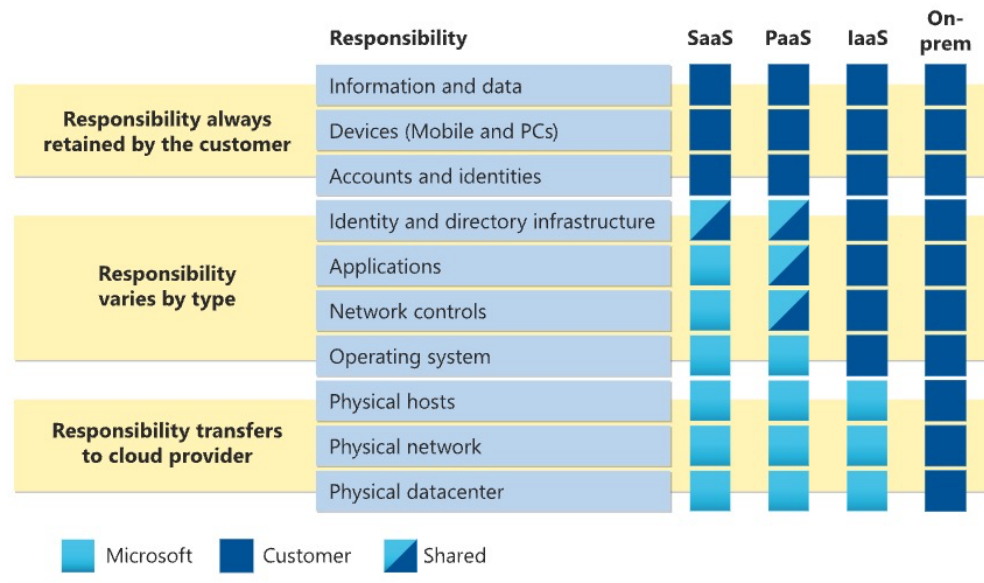 Responsibility SaaS PaaS IaaS On-
prem
Information and data
Responsibility always
retained by the customer
Devices (Mobile and PCs)
Accounts and identities
Identity and directory infrastructure
Responsibility
varies by type
Applications
Network controls
Operating system
Physical hosts
Responsibility transfers
to cloud provider
Physical network
Physical datacenter
Microsoft Customer Shared